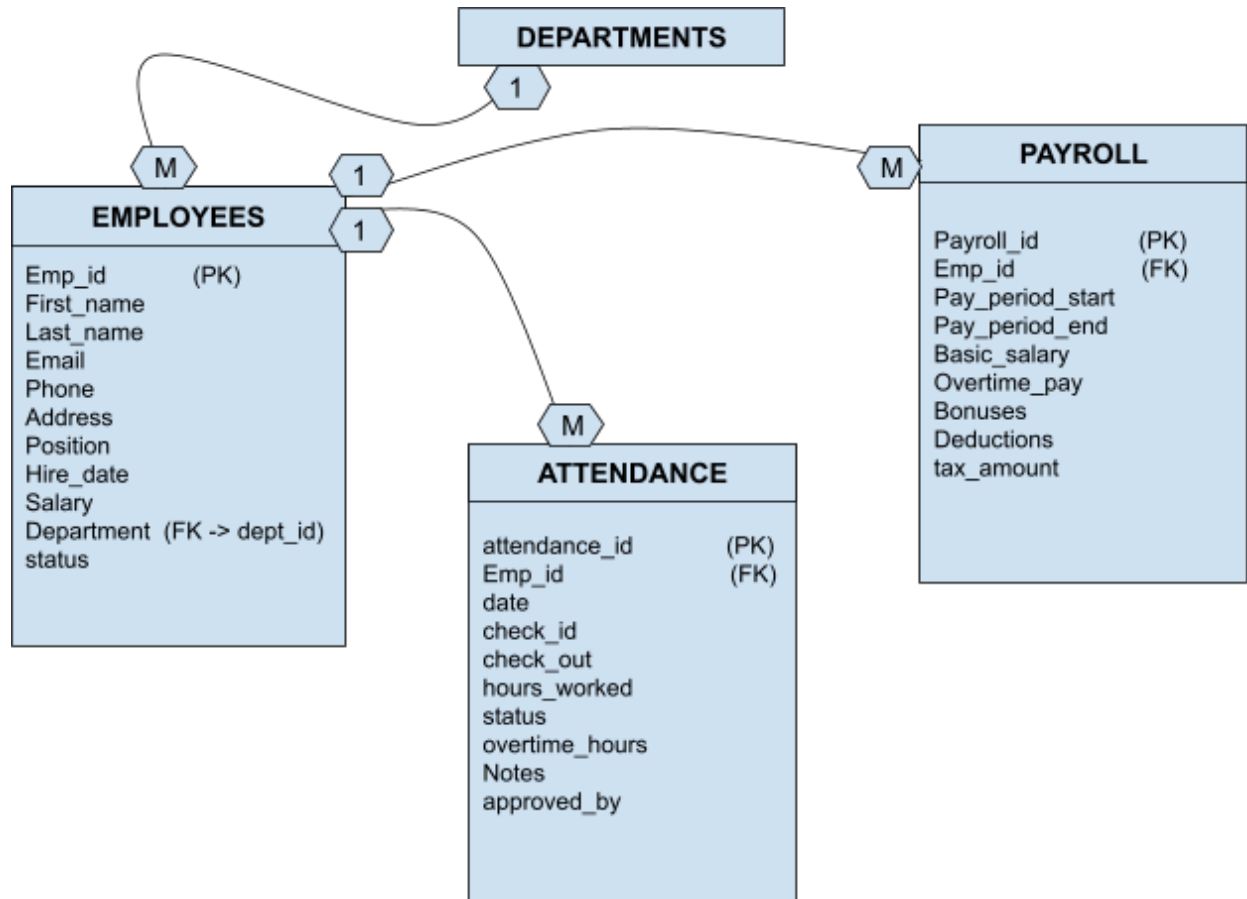 DEPARTMENTS
1
M
EMPLOYEES
Emp_id (PK)
First_name
Last_name
Email
Phone
Address
Position
Hire_date
Salary
Department (FK -> dept_id)
status
1
1
M
PAYROLL
Payroll_id (PK)
Emp_id (FK)
Pay_period_start
Pay_period_end
Basic_salary
Overtime_pay
Bonuses
Deductions
tax_amount
M
ATTENDANCE
attendance_id (PK)
Emp_id (FK)
date
check_id
check_out
hours_worked
status
overtime_hours
Notes
approved_by